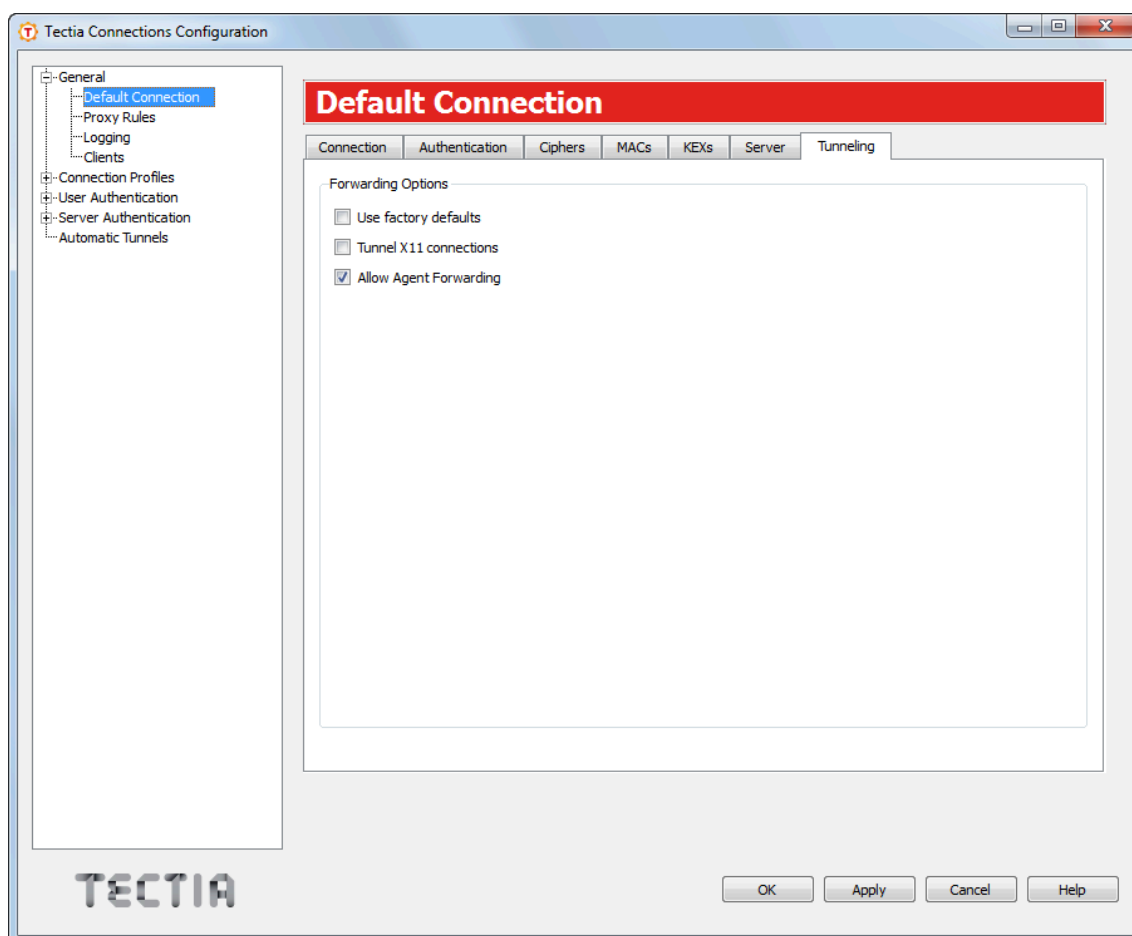 Tectia Connections Configuration
General
Default Connection
Proxy Rules
Logging
Clients
Connection Profiles
User Authentication
Server Authentication
Automatic Tunnels
Default Connection
Connection Authentication Ciphers MACs KEXs Server Tunneling
Forwarding Options
Use factory defaults
Tunnel X11 connections
Allow Agent Forwarding
TECTIA
OK Apply Cancel Help